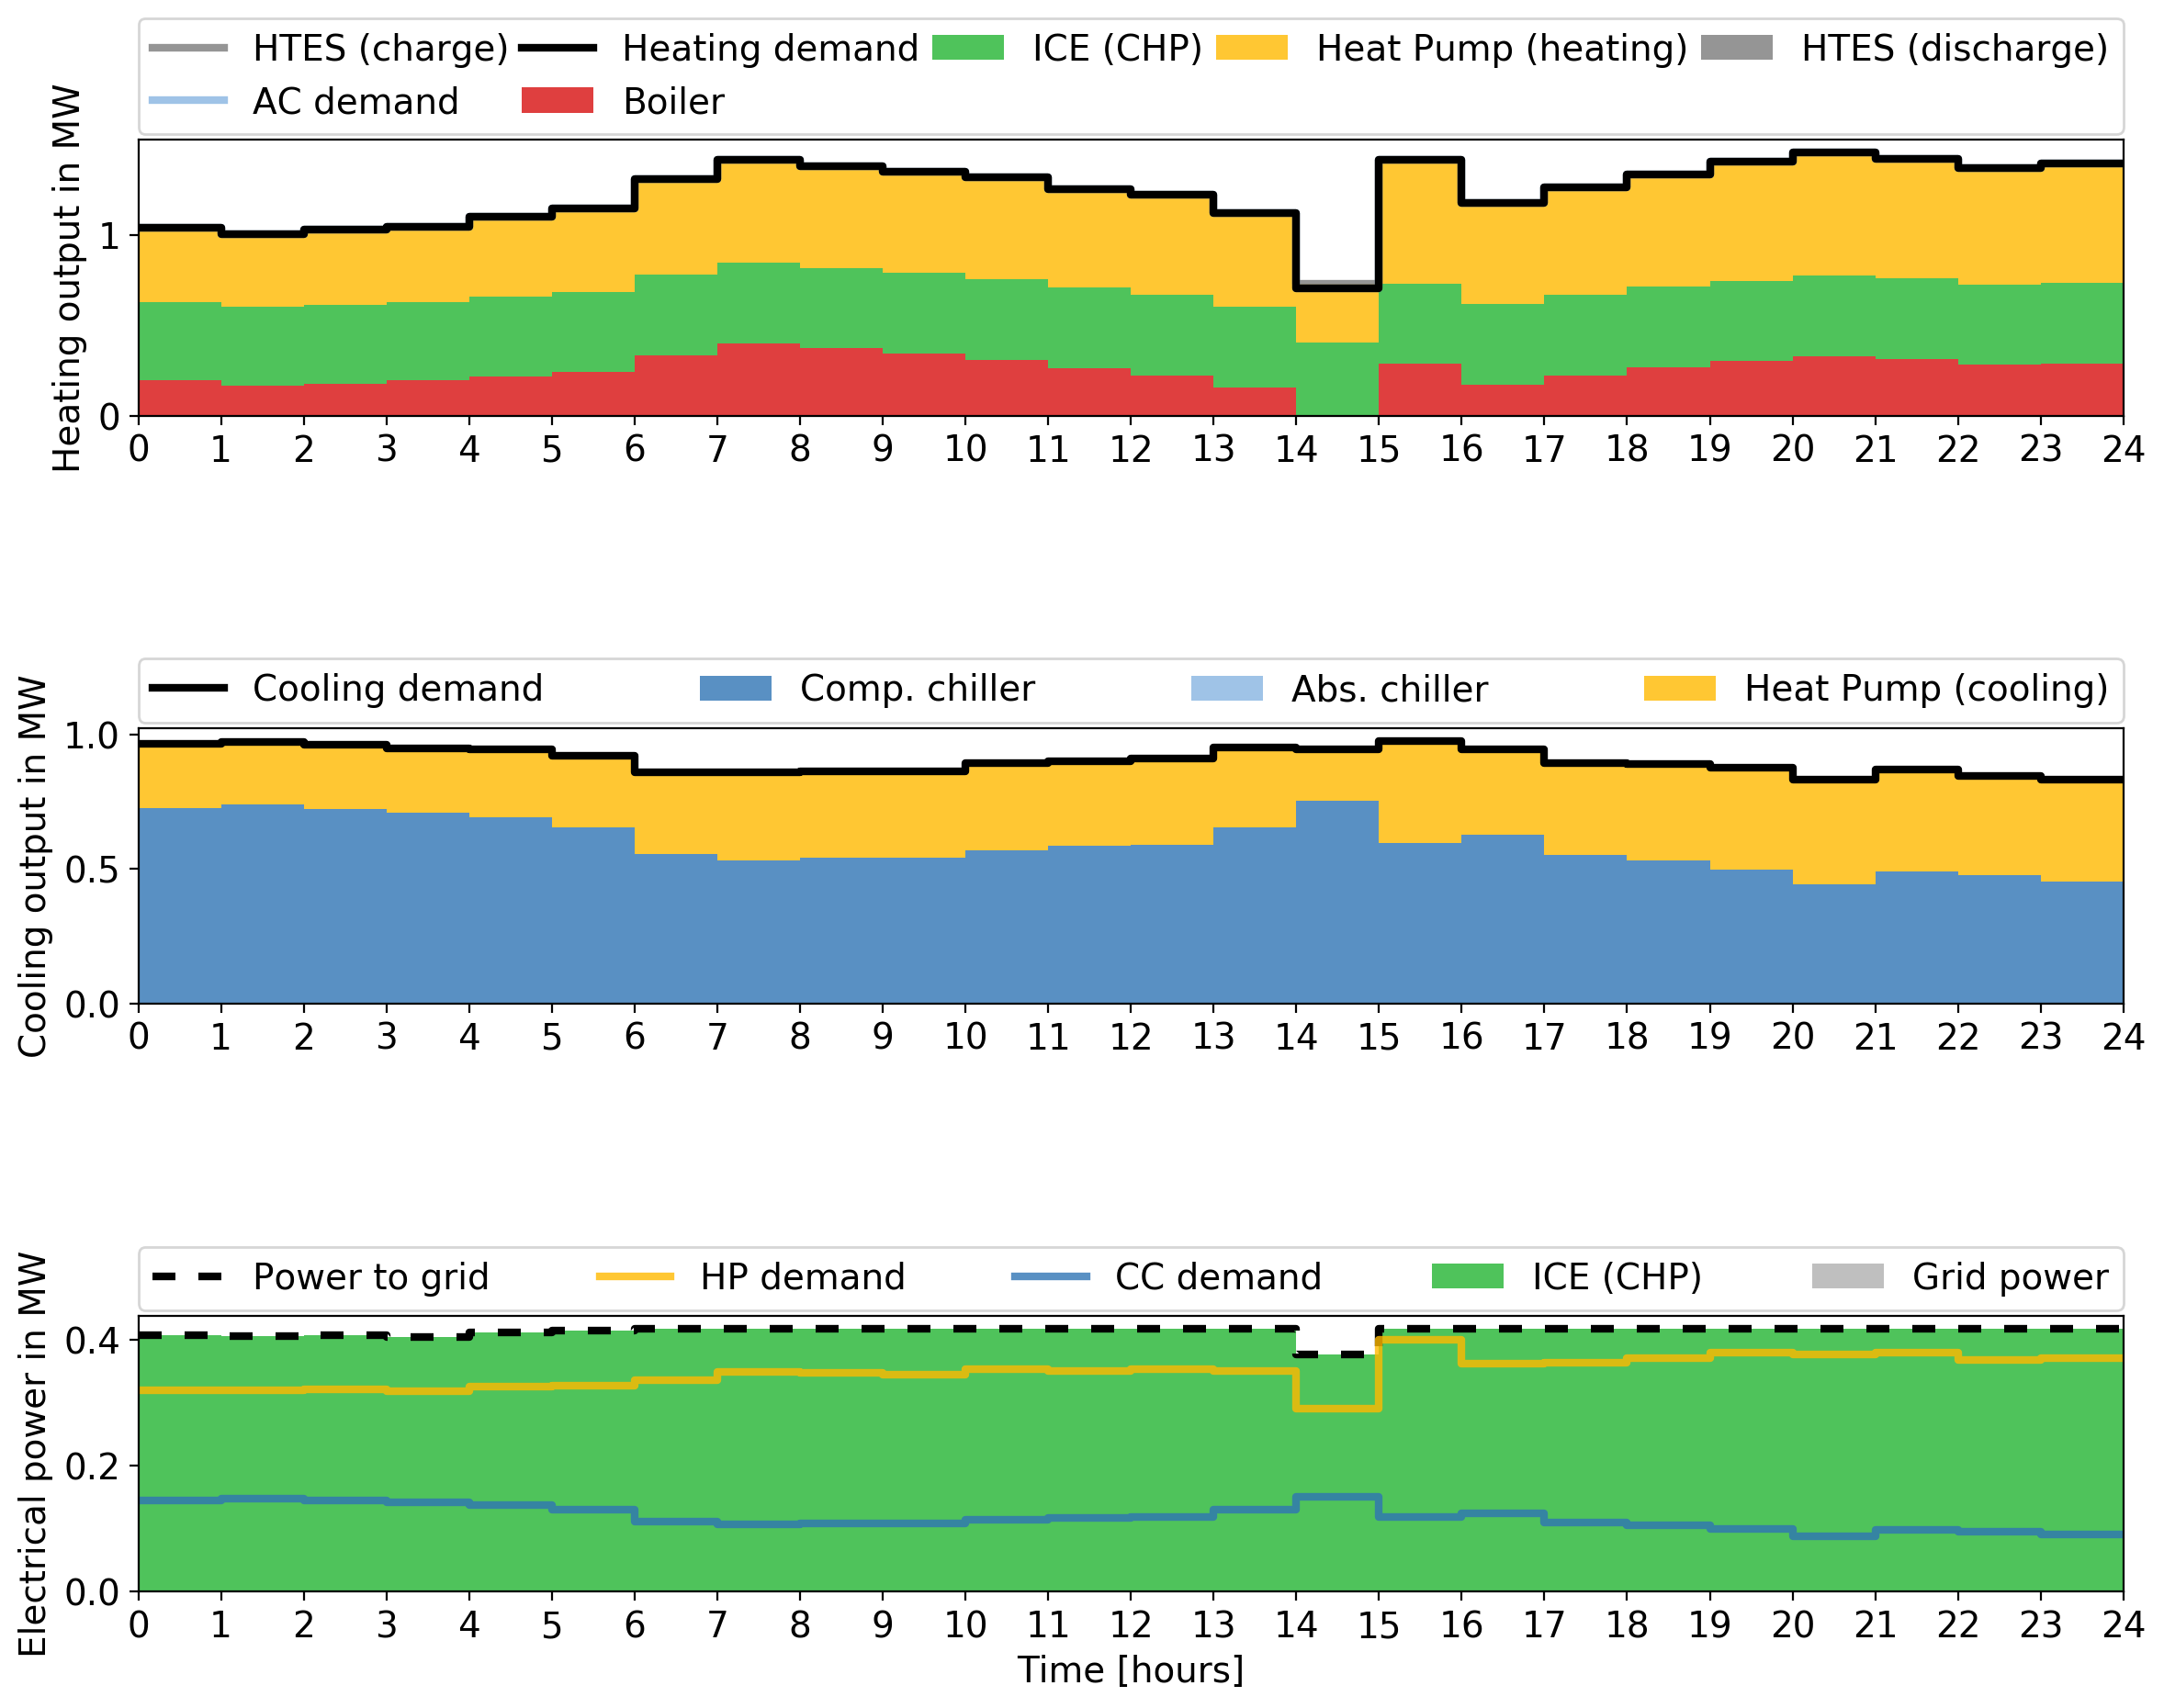 HTES (charge) Heating demand ICE (CHP) Heat Pump (heating) HTES (discharge)
AC demand Boiler
Heating output in MW
1
0
0 1 2 3 4 5 6 7 8 9 10 11 12 13 14 15 16 17 18 19 20 21 22 23 24
Cooling demand Comp. chiller Abs. chiller Heat Pump (cooling)
Cooling output in MW
1.0
0.5
0.0
0 1 2 3 4 5 6 7 8 9 10 11 12 13 14 15 16 17 18 19 20 21 22 23 24
Power to grid HP demand CC demand ICE (CHP) Grid power
Electrical power in MW
0.4
0.2
0.0
0 1 2 3 4 5 6 7 8 9 10 11 12 13 14 15 16 17 18 19 20 21 22 23 24
Time [hours]